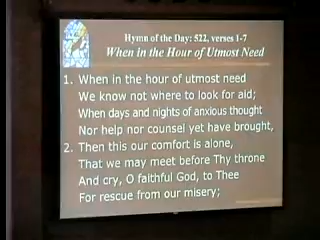 Hymn of the Day: 522, verses 1-7
When in the Hour of Utmost Need
1. When in the hour of utmost need
We know not where to look for aid;
When days and nights of anxious thought
Nor help nor counsel yet have brought,
2. Then this our comfort is alone,
That we may meet before Thy throne
And cry, O faithful God, to Thee
For rescue from our misery;